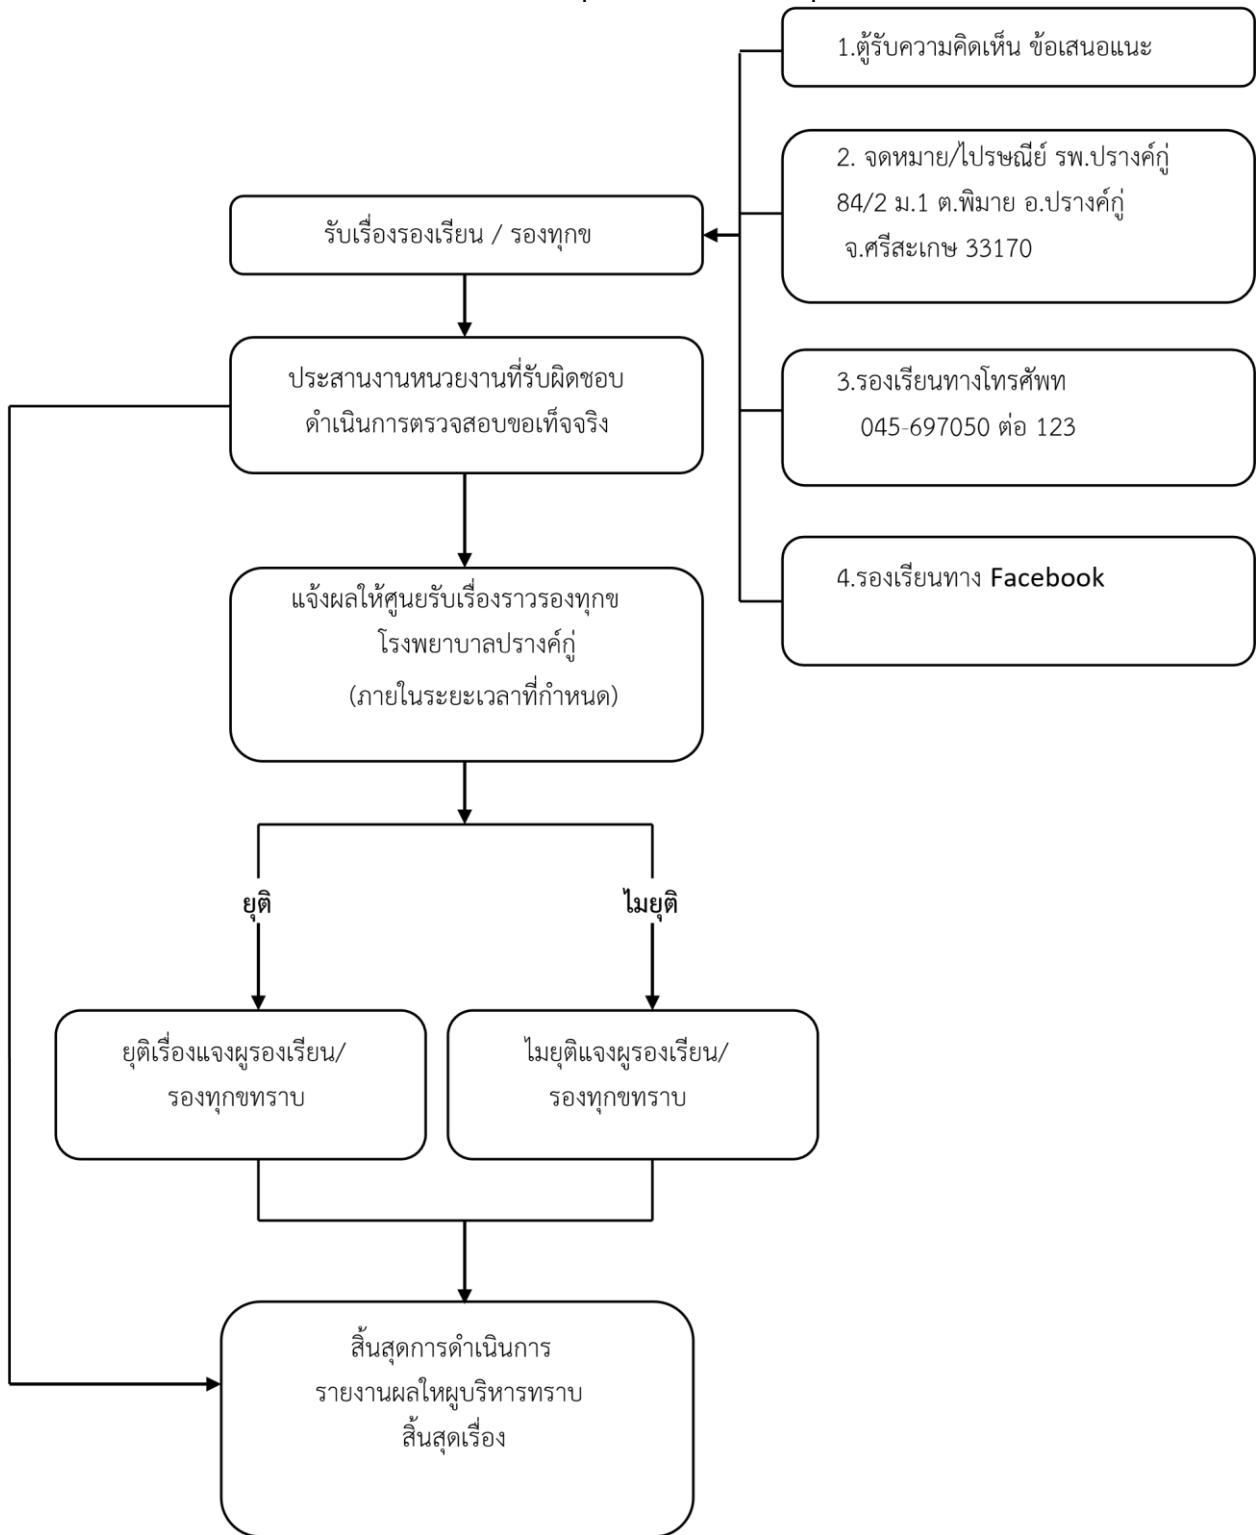 1.ตู้รับความคิดเห็น ข้อเสนอแนะ
2. จดหมาย/ไปรษณีย์ รพ.ปรางค์กู่
84/2 ม.1 ต.พิมาย อ.ปรางค์กู่
จ.ศรีสะเกษ 33170
3.รองเรียนทางโทรศัพท
045-697050 ต่อ 123
4.รองเรียนทาง Facebook
รับเรื่องรองเรียน / รองทุกข
ประสานงานหนวยงานที่รับผิดชอบ
ดำเนินการตรวจสอบขอเท็จจริง
แจ้งผลให้ศูนยรับเรื่องราวรองทุกข
โรงพยาบาลปรางค์กู่
(ภายในระยะเวลาที่กำหนด)
ยุติ
ไมยุติ
ยุติเรื่องแจงผูรองเรียน/
รองทุกขทราบ
ไมยุติแจงผูรองเรียน/
รองทุกขทราบ
สิ้นสุดการดำเนินการ
รายงานผลใหผูบริหารทราบ
สิ้นสุดเรื่อง